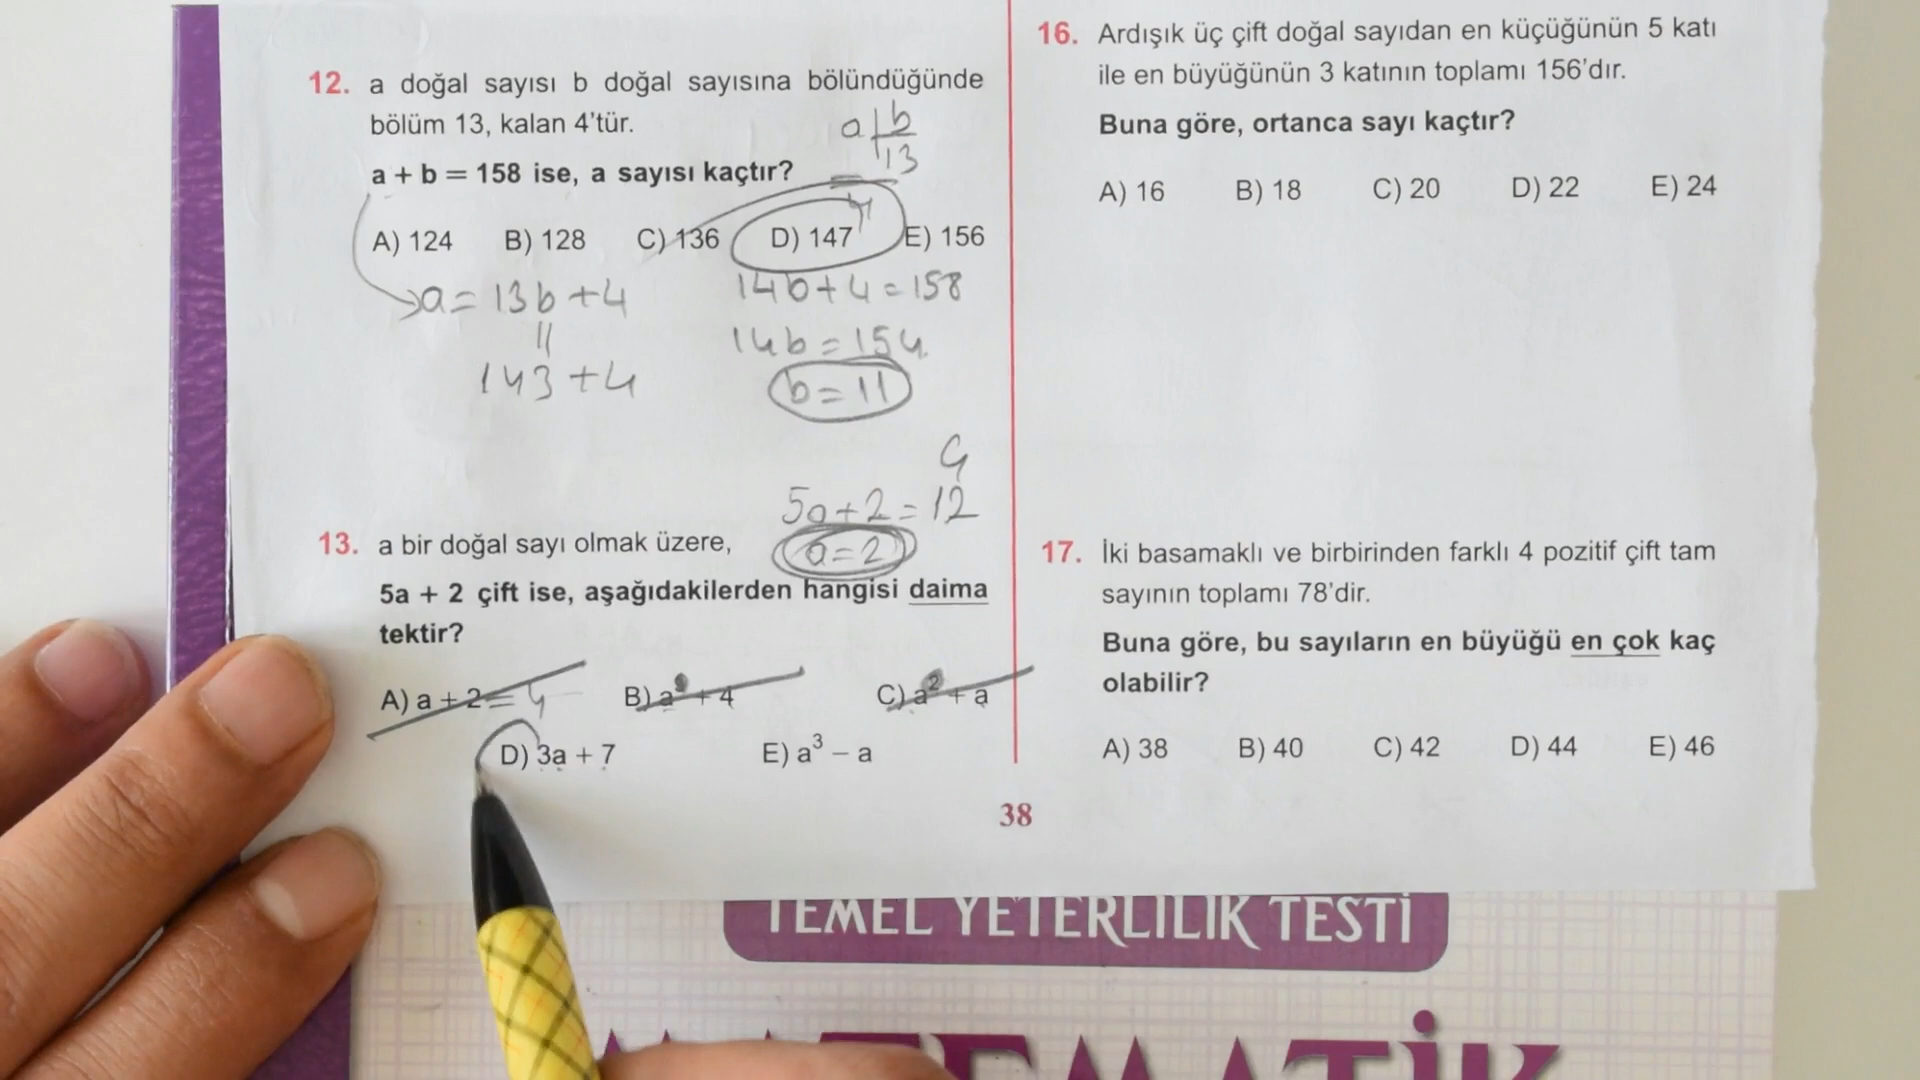 12. a doğal sayısı b doğal sayısına bölündüğünde
bölüm 13, kalan 4'tür.
a b
13
a + b = 158 ise, a sayısı kaçtır?
4
A) 124 B) 128 C) 136 D) 147 E) 156
a = 13b + 4
=
143 + 4
14b + 4 = 158
14b = 154
b = 11
Ç
5a + 2 = 12
a = 2
13. a bir doğal sayı olmak üzere,
5a + 2 çift ise, aşağıdakilerden hangisi daima
tektir?
A) a + 2 = 4 B) a + 4 C) a² + a
D) 3a + 7 E) a³ – a
16. Ardışık üç çift doğal sayıdan en küçüğünün 5 katı
ile en büyüğünün 3 katının toplamı 156'dır.
Buna göre, ortanca sayı kaçtır?
A) 16 B) 18 C) 20 D) 22 E) 24
17. İki basamaklı ve birbirinden farklı 4 pozitif çift tam
sayının toplamı 78'dir.
Buna göre, bu sayıların en büyüğü en çok kaç
olabilir?
A) 38 B) 40 C) 42 D) 44 E) 46
38
TEMEL YETERLİLİK TESTİ
MATEMATİK